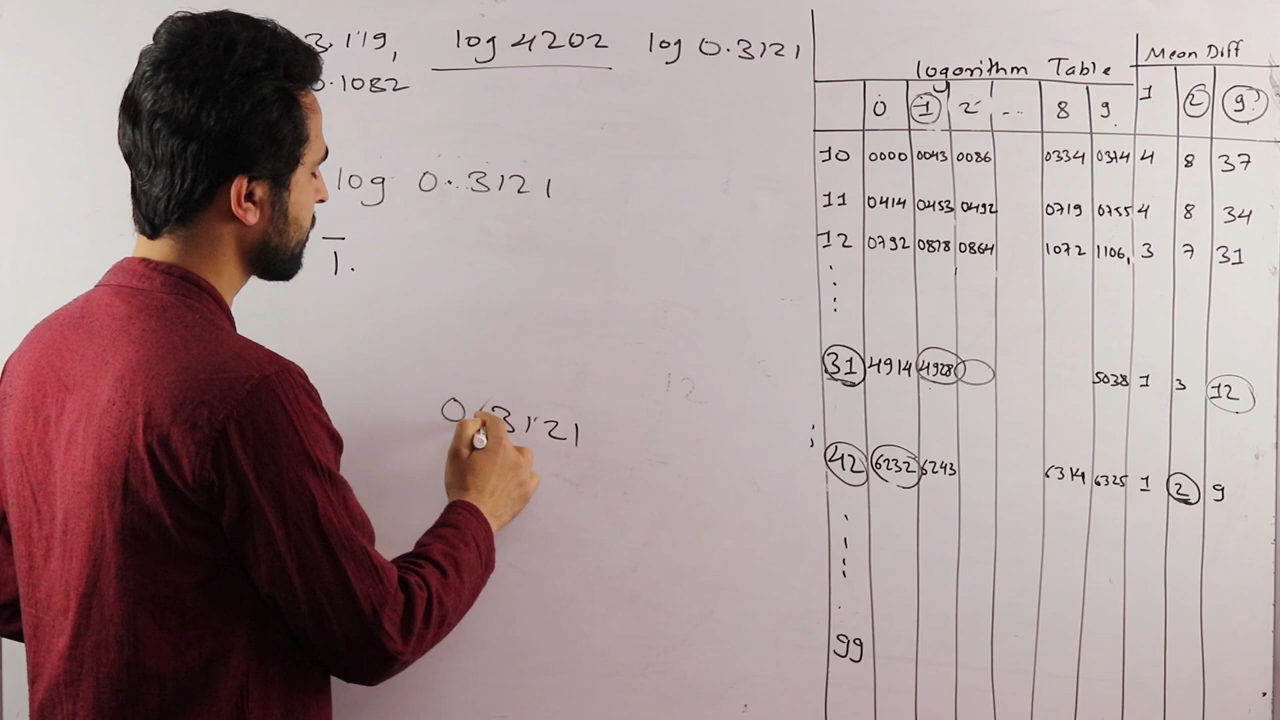 3.119, log 4202 log 0.3121
0.1082
log 0.3121
1̅.
0.3121
12
Logorithm Table Mean Diff
0 1 2 ... 8 9 1 2 9
10 0000 0043 0086 0334 0374 4 8 37
11 0414 0453 0492 0719 0755 4 8 34
12 0792 0878 0864 1072 1106 3 7 31
31 4914 4928 5038 1 3 12
42 6232 6243 6314 6325 1 2 9
99